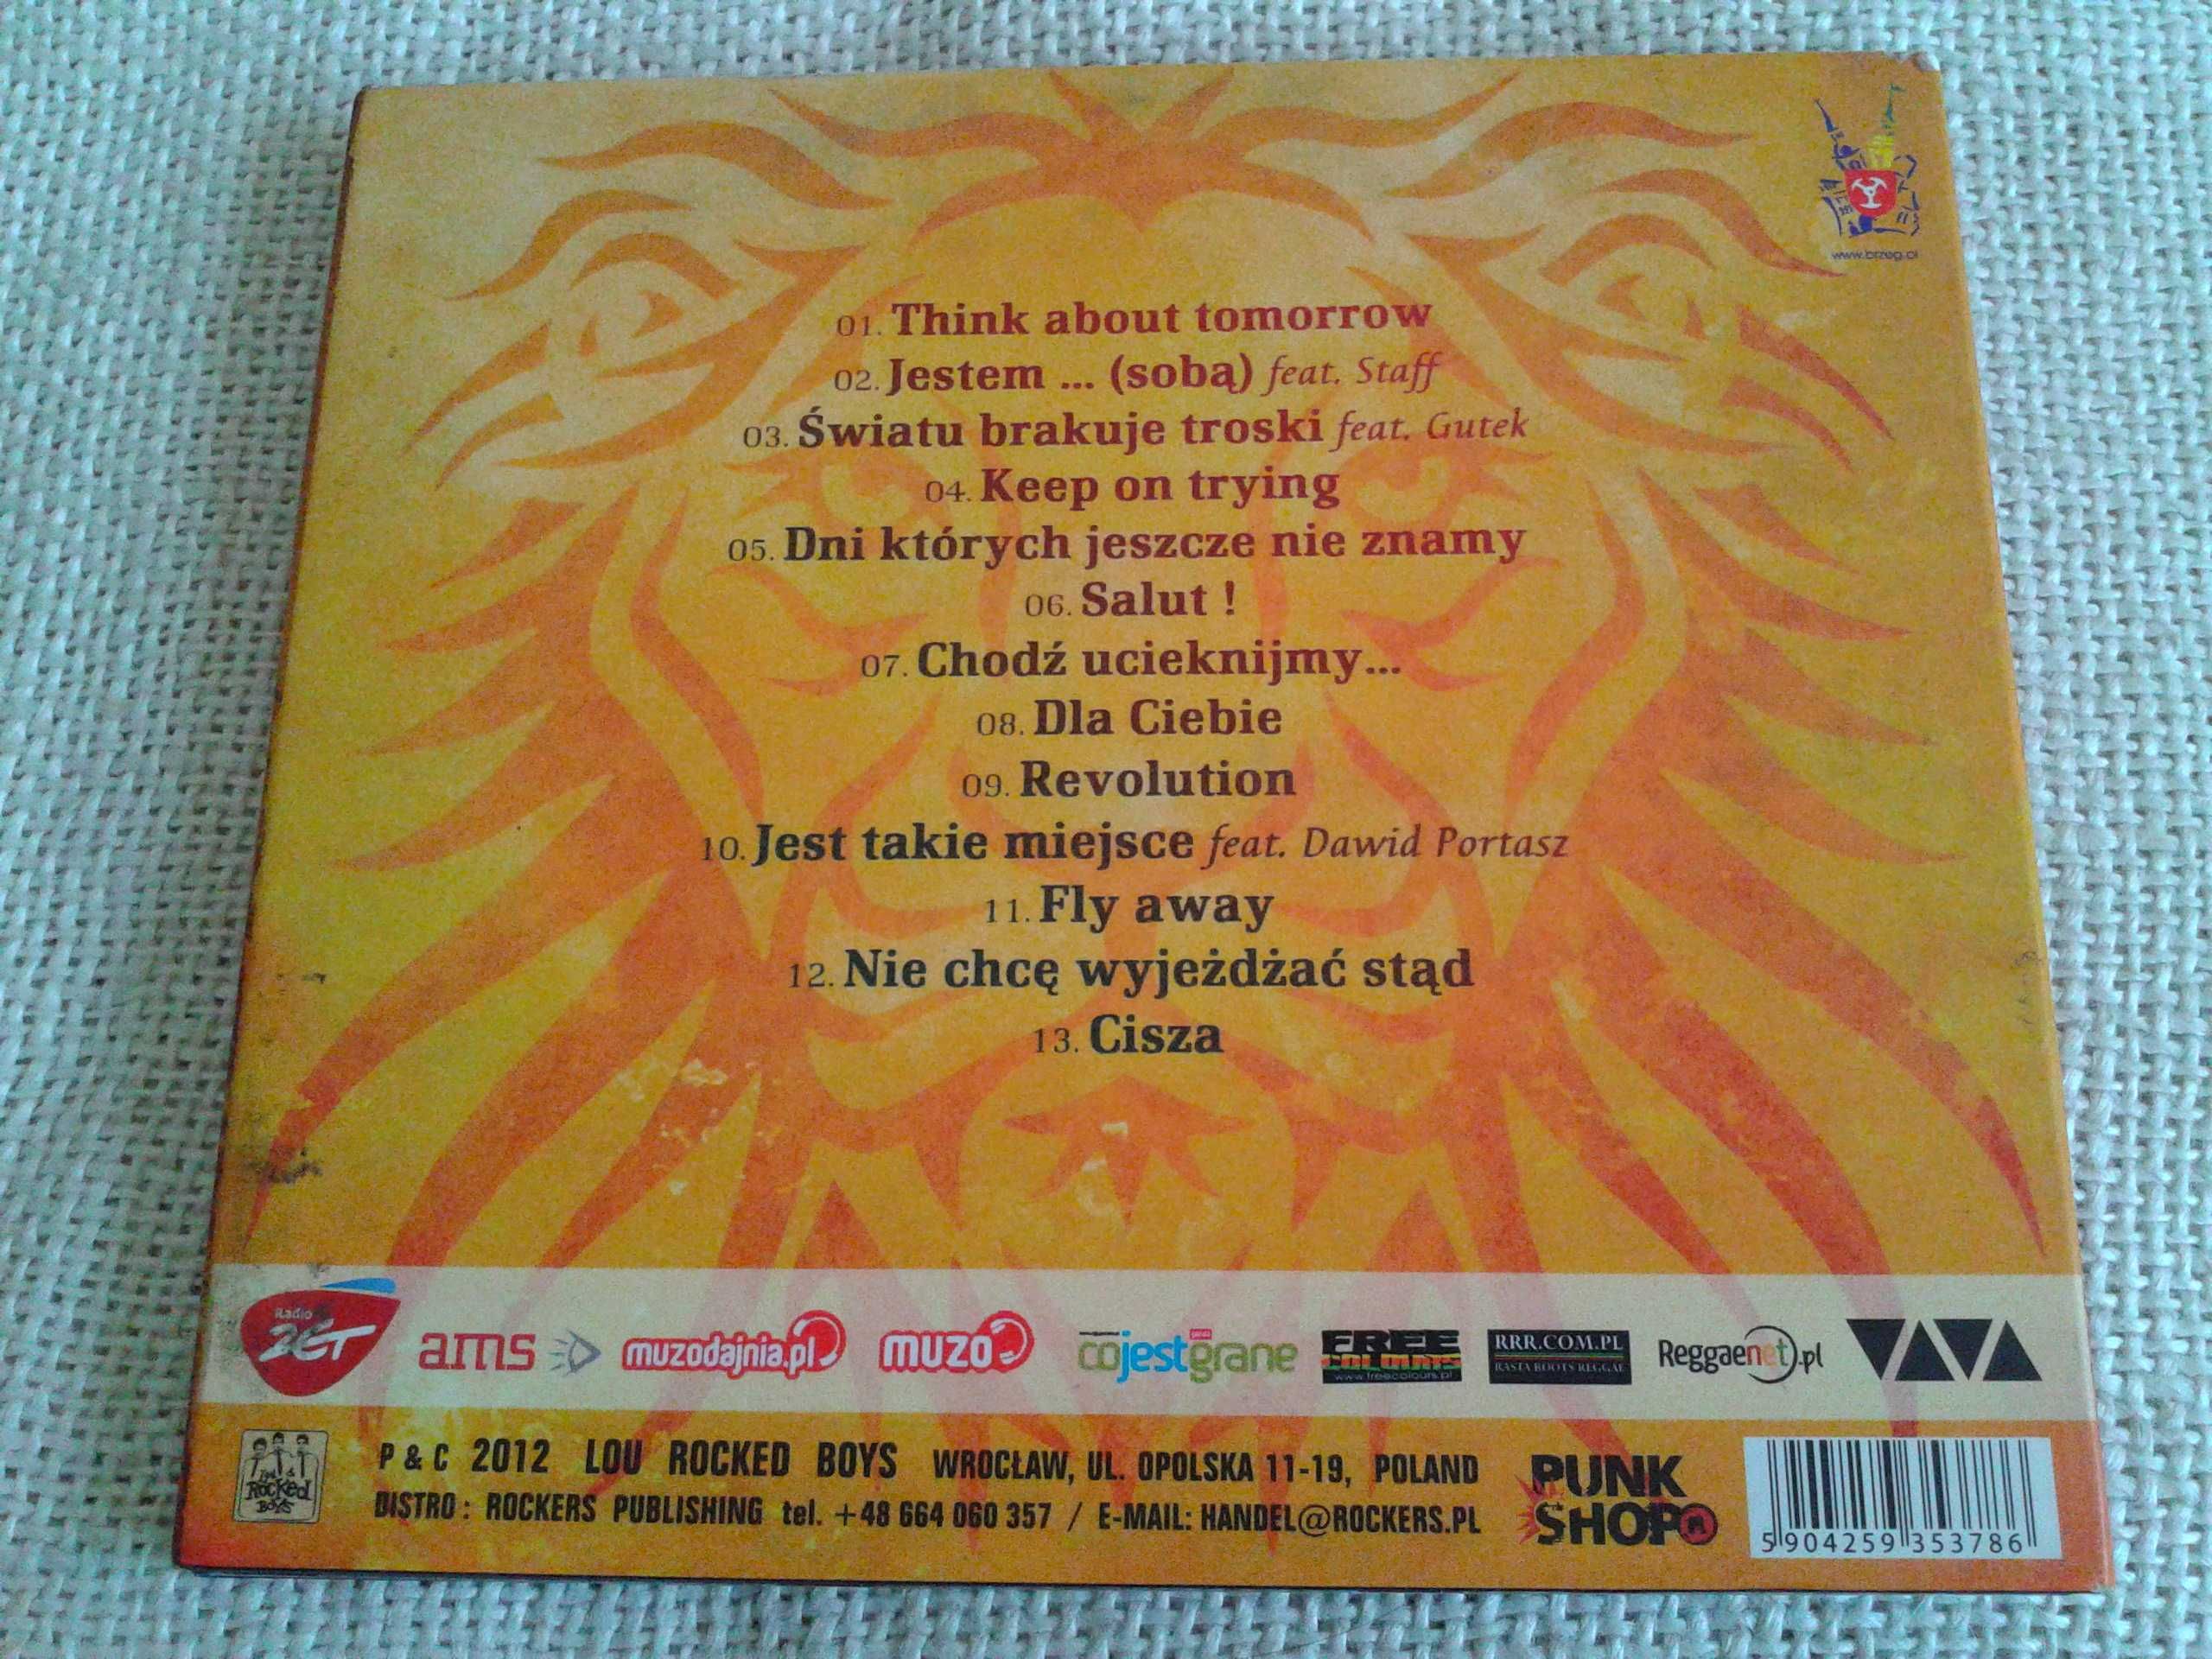 www.brzeg.pl
01. Think about tomorrow
02. Jestem ... (sobą) feat. Staff
03. Światu brakuje troski feat. Gutek
04. Keep on trying
05. Dni których jeszcze nie znamy
06. Salut !
07. Chodź ucieknijmy...
08. Dla Ciebie
09. Revolution
10. Jest takie miejsce feat. Dawid Portasz
11. Fly away
12. Nie chcę wyjeżdżać stąd
13. Cisza
Radio ZET ams muzodajnia.pl muzo cojestgrane FREE COLOURS www.freecolours.pl RRR.COM.PL RASTA ROOTS REGGAE Reggaenet.pl VIVA
Lou & Rocked Boys
P & C 2012 LOU ROCKED BOYS WROCŁAW, UL. OPOLSKA 11-19, POLAND
DISTRO : ROCKERS PUBLISHING tel. +48 664 060 357 / E-MAIL: HANDEL@ROCKERS.PL
PUNK SHOP
5904259353786